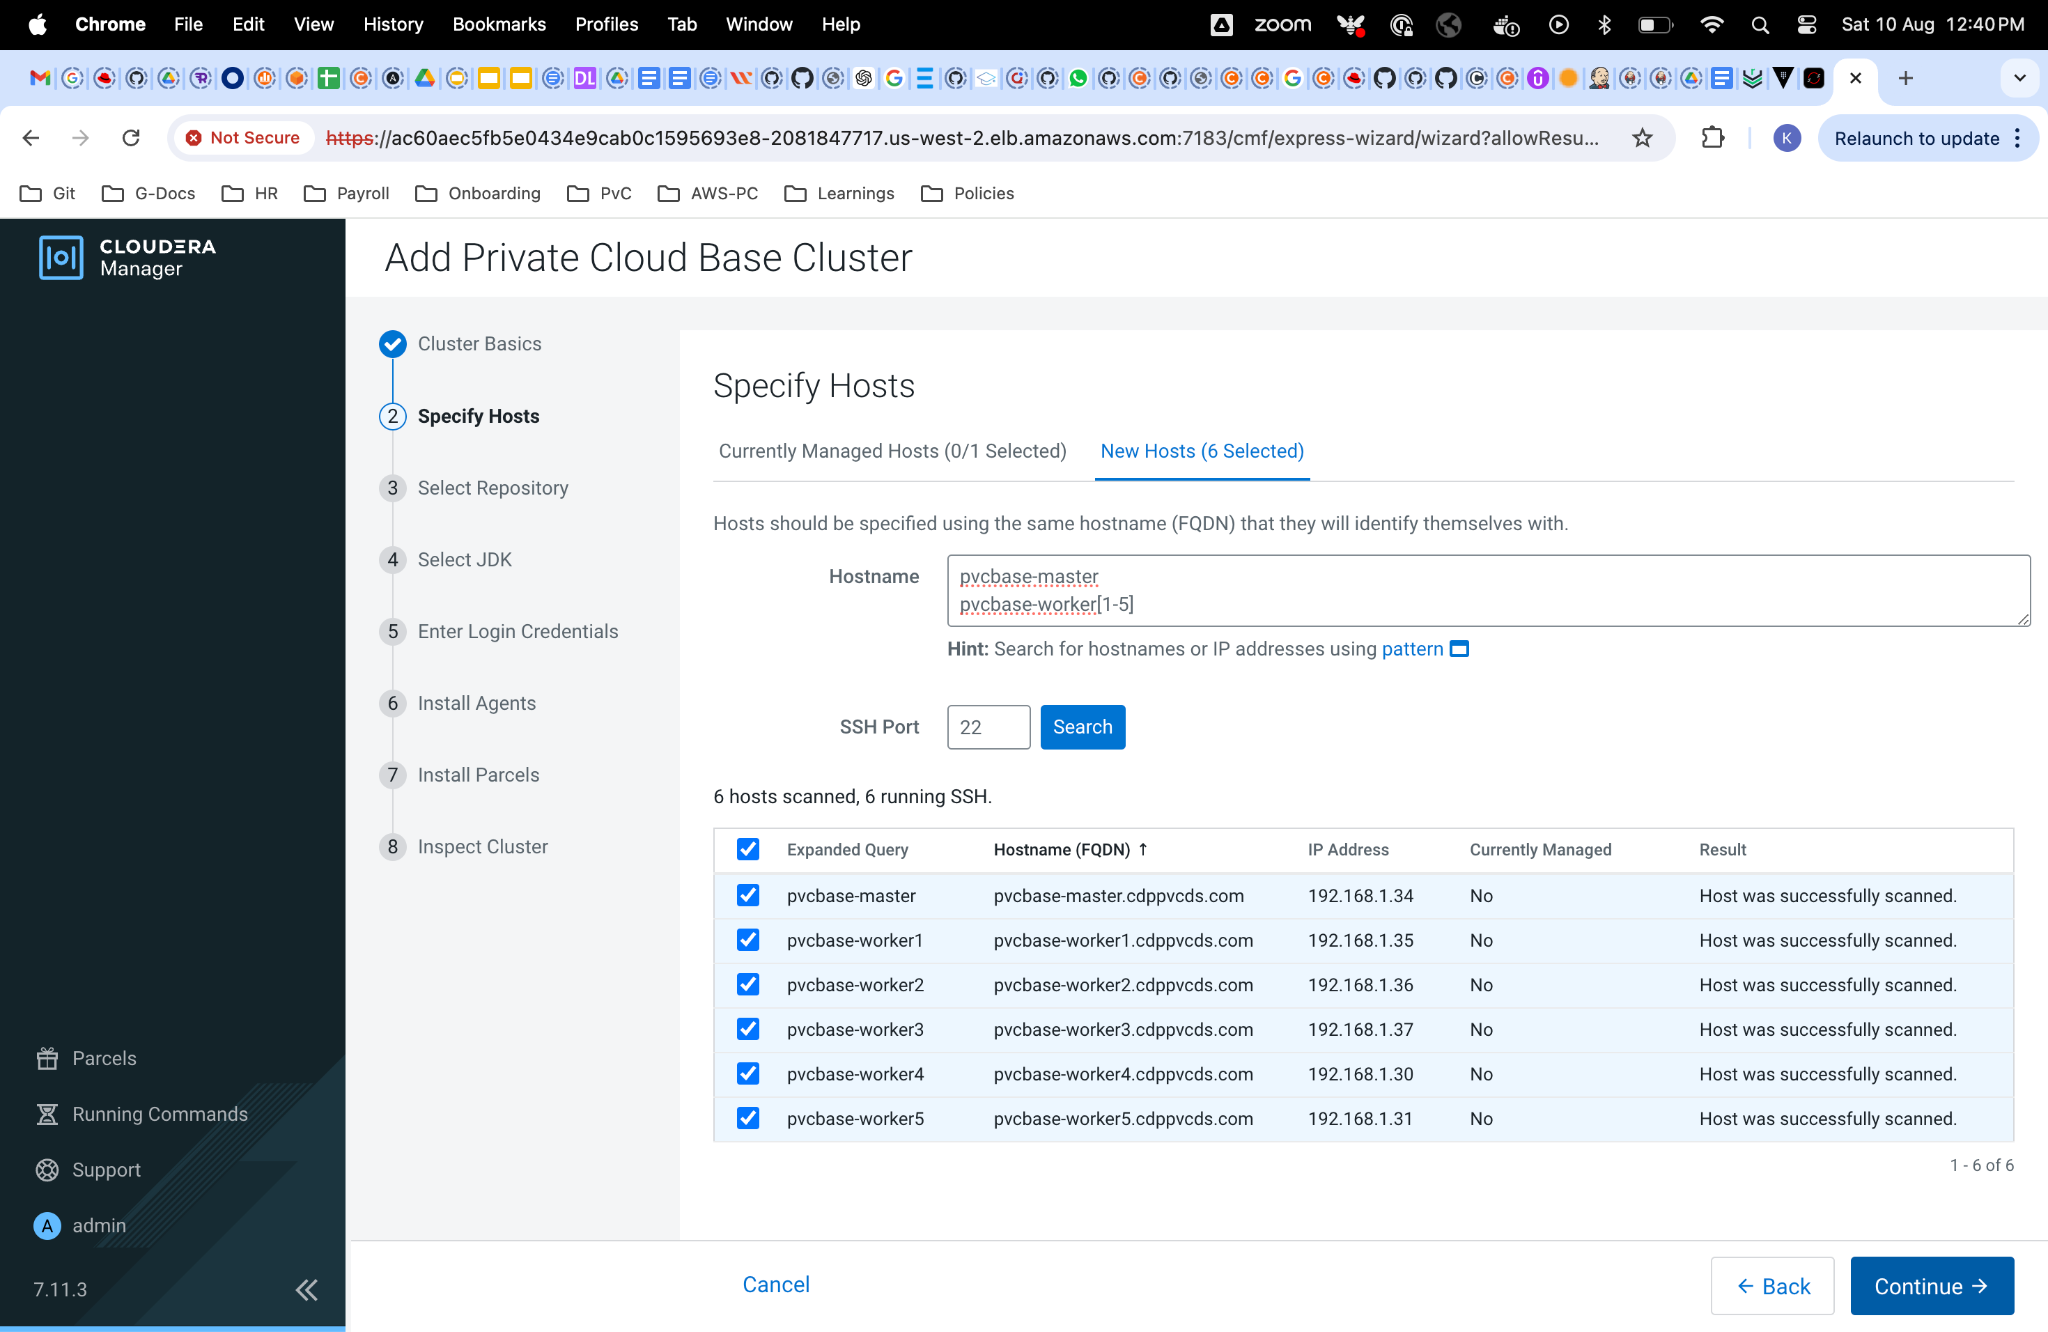 Chrome File Edit View History Bookmarks Profiles Tab Window Help zoom Sat 10 Aug 12:40 PM
Not Secure https://ac60aec5fb5e0434e9cab0c1595693e8-2081847717.us-west-2.elb.amazonaws.com:7183/cmf/express-wizard/wizard?allowResu... K Relaunch to update
Git G-Docs HR Payroll Onboarding PvC AWS-PC Learnings Policies
CLOUDERA
Manager
Add Private Cloud Base Cluster
Cluster Basics
2 Specify Hosts
3 Select Repository
4 Select JDK
5 Enter Login Credentials
6 Install Agents
7 Install Parcels
8 Inspect Cluster
Specify Hosts
Currently Managed Hosts (0/1 Selected) New Hosts (6 Selected)
Hosts should be specified using the same hostname (FQDN) that they will identify themselves with.
Hostname
pvcbase-master
pvcbase-worker[1-5]
Hint: Search for hostnames or IP addresses using pattern
SSH Port 22 Search
6 hosts scanned, 6 running SSH.
Expanded Query Hostname (FQDN) ↑ IP Address Currently Managed Result
pvcbase-master pvcbase-master.cdppvcds.com 192.168.1.34 No Host was successfully scanned.
pvcbase-worker1 pvcbase-worker1.cdppvcds.com 192.168.1.35 No Host was successfully scanned.
pvcbase-worker2 pvcbase-worker2.cdppvcds.com 192.168.1.36 No Host was successfully scanned.
pvcbase-worker3 pvcbase-worker3.cdppvcds.com 192.168.1.37 No Host was successfully scanned.
pvcbase-worker4 pvcbase-worker4.cdppvcds.com 192.168.1.30 No Host was successfully scanned.
pvcbase-worker5 pvcbase-worker5.cdppvcds.com 192.168.1.31 No Host was successfully scanned.
1 - 6 of 6
Cancel ← Back Continue →
Parcels
Running Commands
Support
A admin
7.11.3